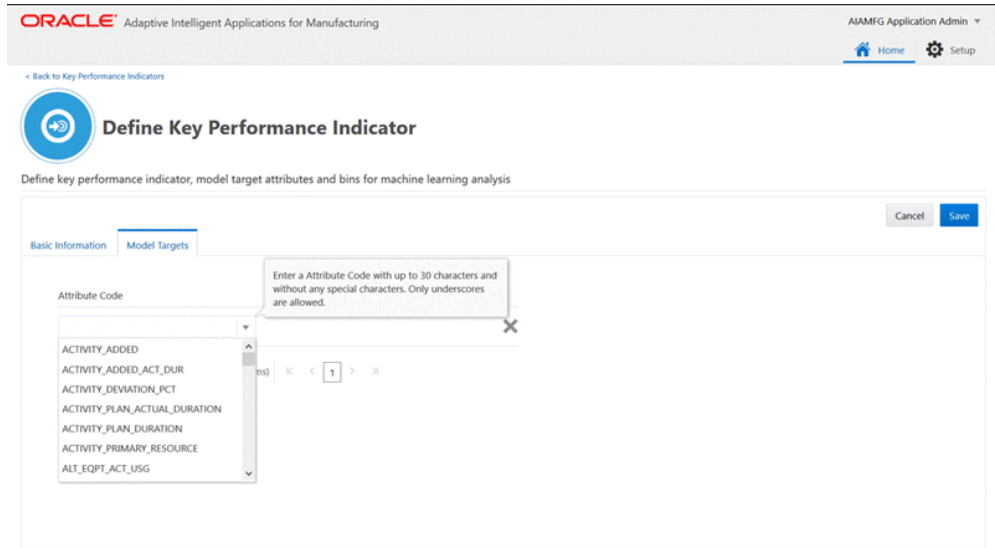 ORACLE® Adaptive Intelligent Applications for Manufacturing
AIAMFG Application Admin
Home
Setup
< Back to Key Performance Indicators
Define Key Performance Indicator
Define key performance indicator, model target attributes and bins for machine learning analysis
Cancel
Save
Basic Information
Model Targets
Enter a Attribute Code with up to 30 characters and
without any special characters. Only underscores
are allowed.
Attribute Code
ACTIVITY_ADDED
ACTIVITY_ADDED_ACT_DUR
ms) K < 1 > Ж
ACTIVITY_DEVIATION_PCT
ACTIVITY_PLAN_ACTUAL_DURATION
ACTIVITY_PLAN_DURATION
ACTIVITY_PRIMARY_RESOURCE
ALT_EQPT_ACT_USG